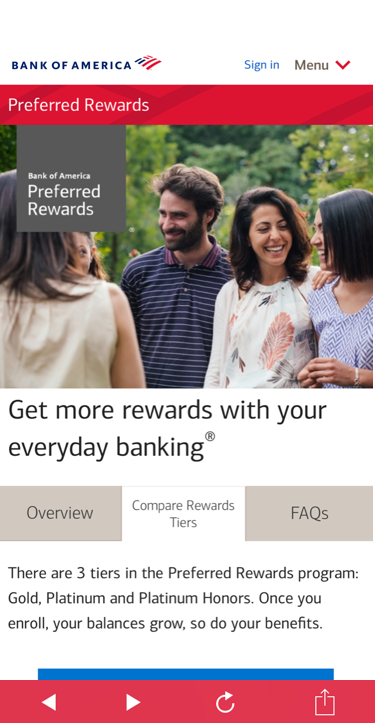 BANK OF AMERICA
Sign in
Menu
Preferred Rewards
Bank of America
Preferred
Rewards
Get more rewards with your
everyday banking®
Overview
Compare Rewards
Tiers
FAQs
There are 3 tiers in the Preferred Rewards program:
Gold, Platinum and Platinum Honors. Once you
enroll, your balances grow, so do your benefits.